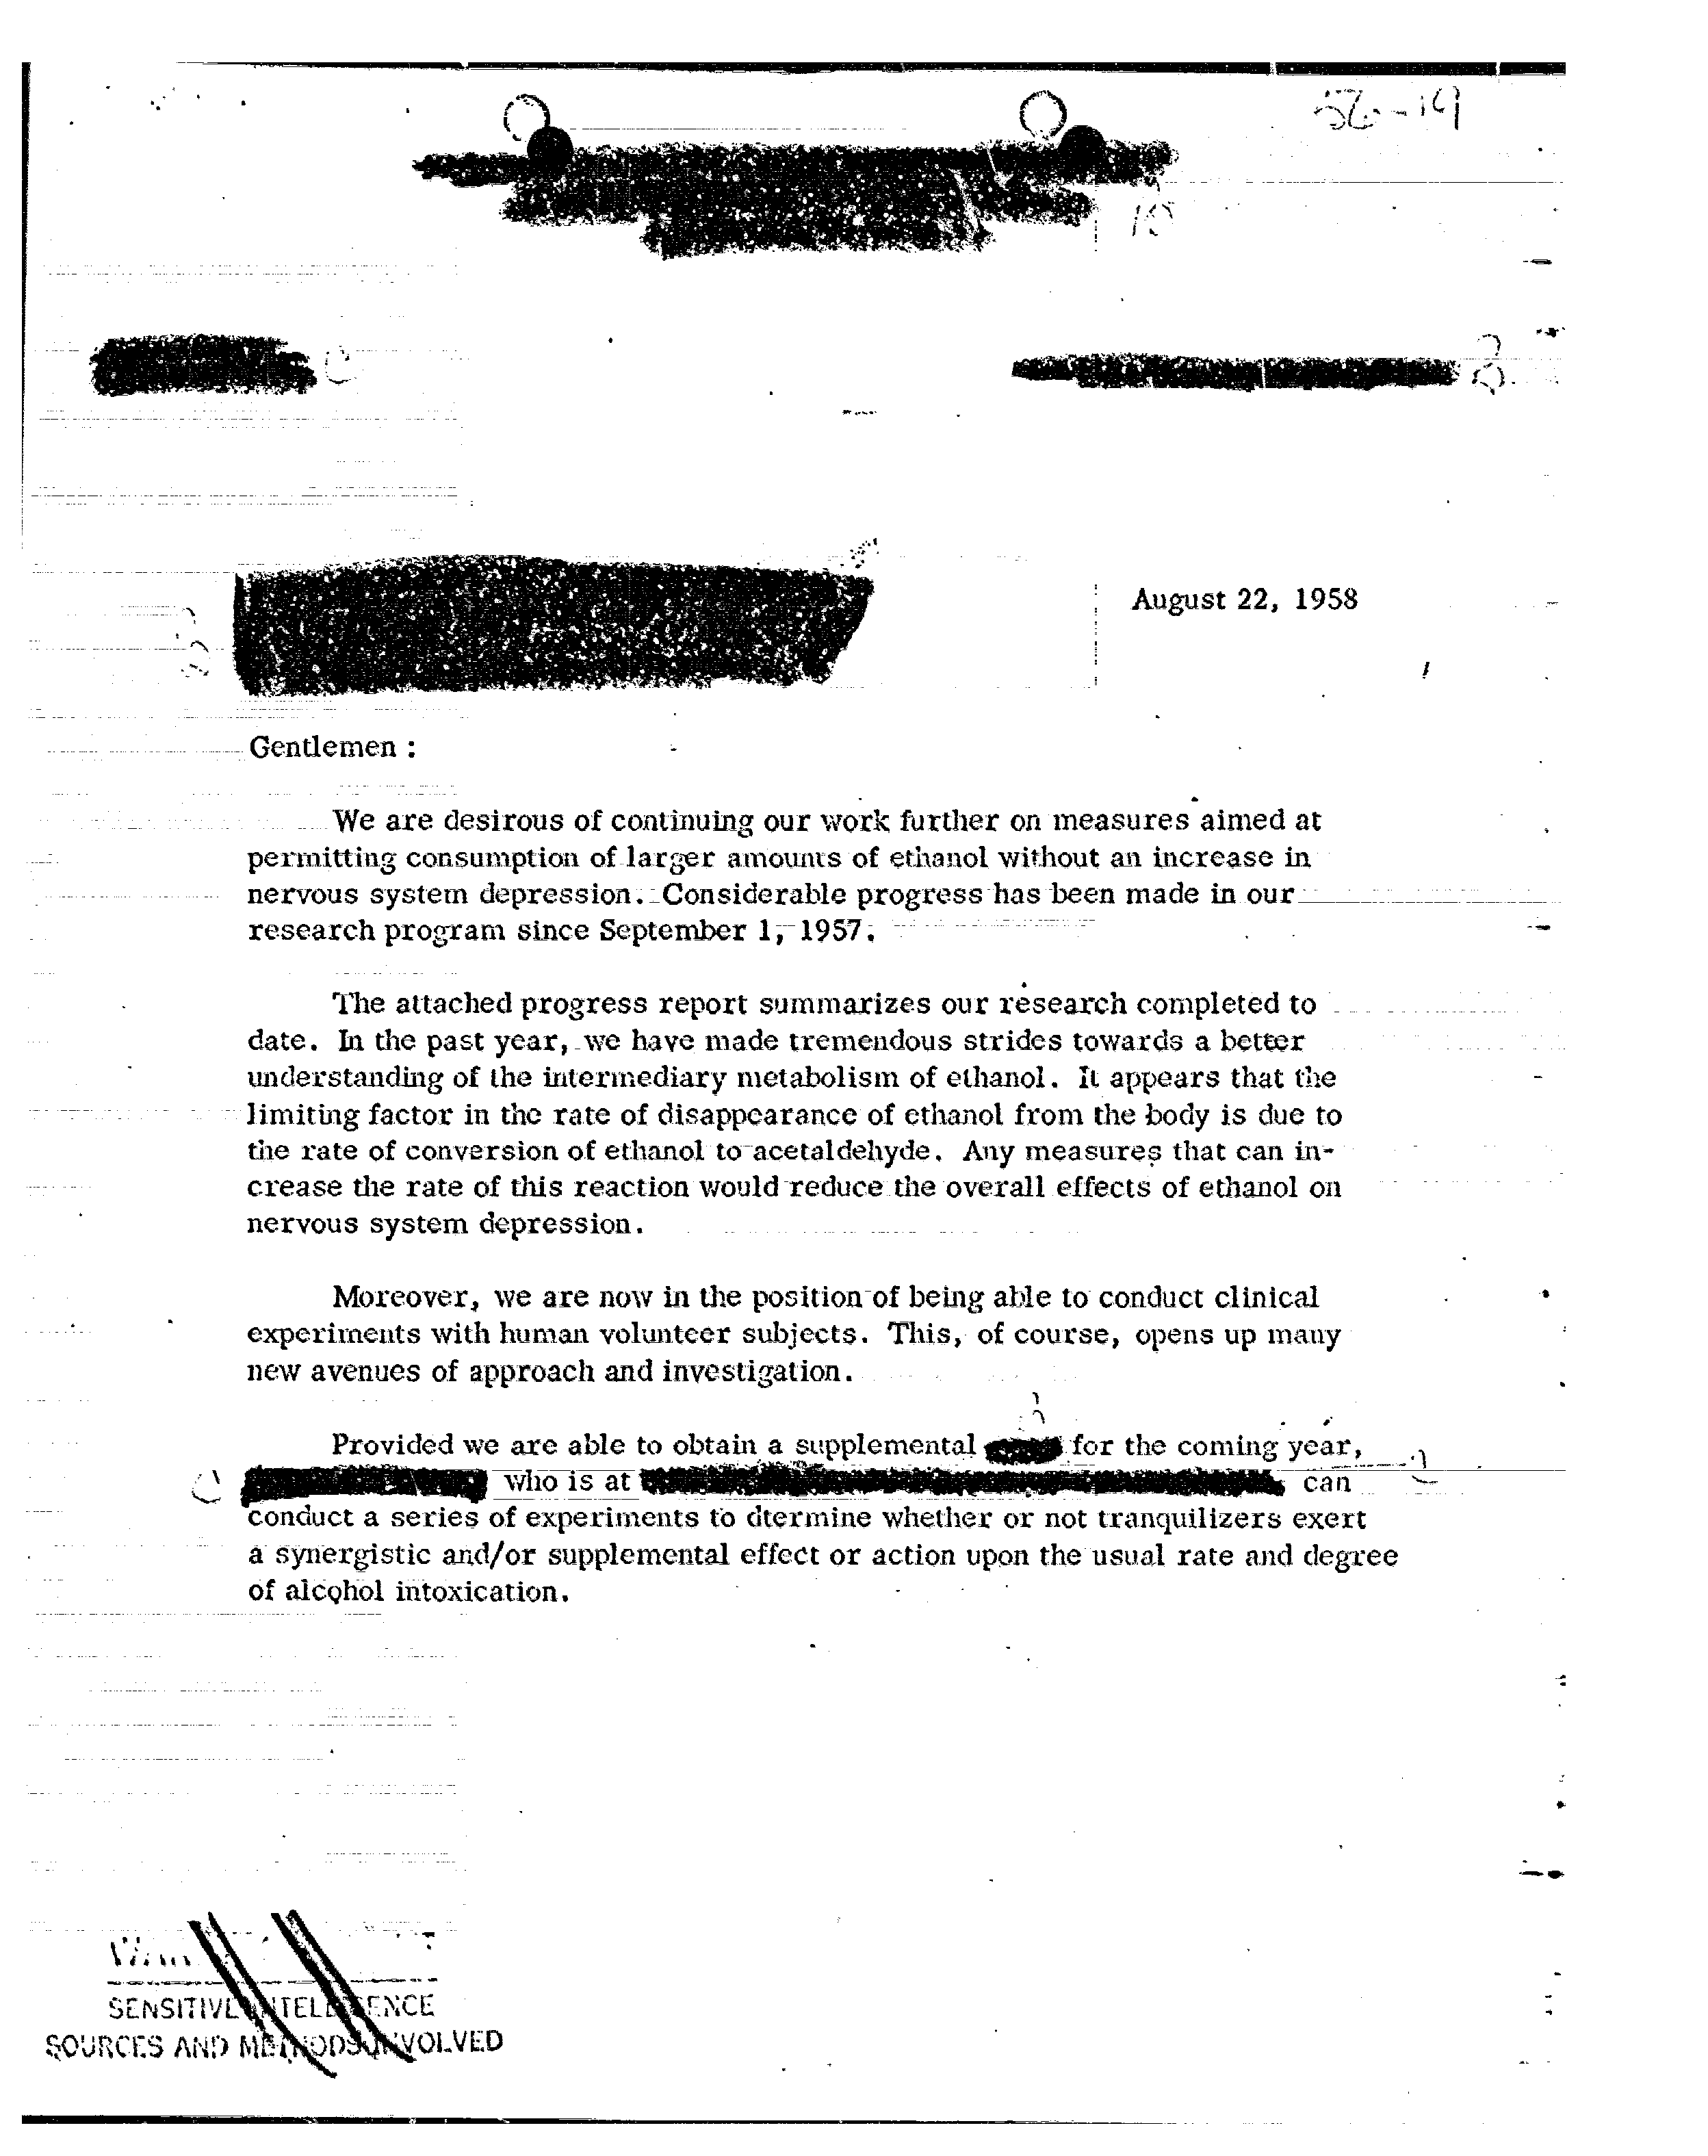 August 22, 1958
Gentlemen :
We are desirous of continuing our work further on measures aimed at
permitting consumption of larger amounts of ethanol without an increase in
nervous system depression. Considerable progress has been made in our
research program since September 1, 1957.
The attached progress report summarizes our research completed to
date. In the past year, we have made tremendous strides towards a better
understanding of the intermediary metabolism of ethanol. It appears that the
limiting factor in the rate of disappearance of ethanol from the body is due to
the rate of conversion of ethanol to acetaldehyde. Any measures that can in-
crease the rate of this reaction would reduce the overall effects of ethanol on
nervous system depression.
Moreover, we are now in the position of being able to conduct clinical
experiments with human volunteer subjects. This, of course, opens up many
new avenues of approach and investigation.
Provided we are able to obtain a supplemental for the coming year,
who is at can
conduct a series of experiments to dtermine whether or not tranquilizers exert
a synergistic and/or supplemental effect or action upon the usual rate and degree
of alcohol intoxication.
SENSITIVE INTELLIGENCE
SOURCES AND METHODS INVOLVED